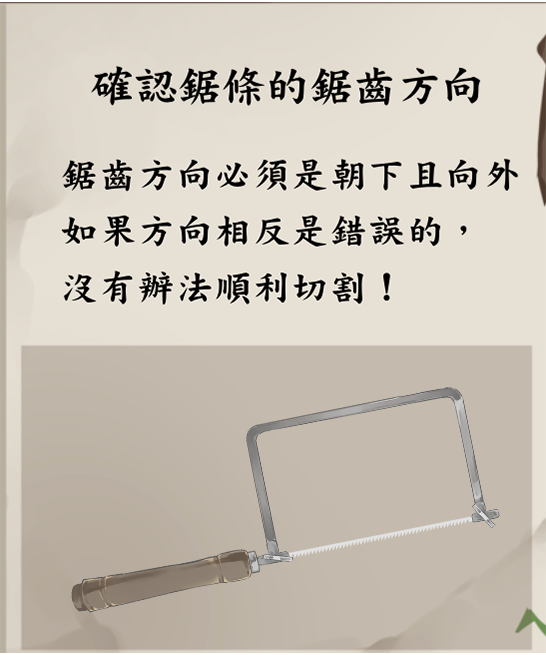 確認鋸條的鋸齒方向
鋸齒方向必須是朝下且向外
如果方向相反是錯誤的，
沒有辦法順利切割！